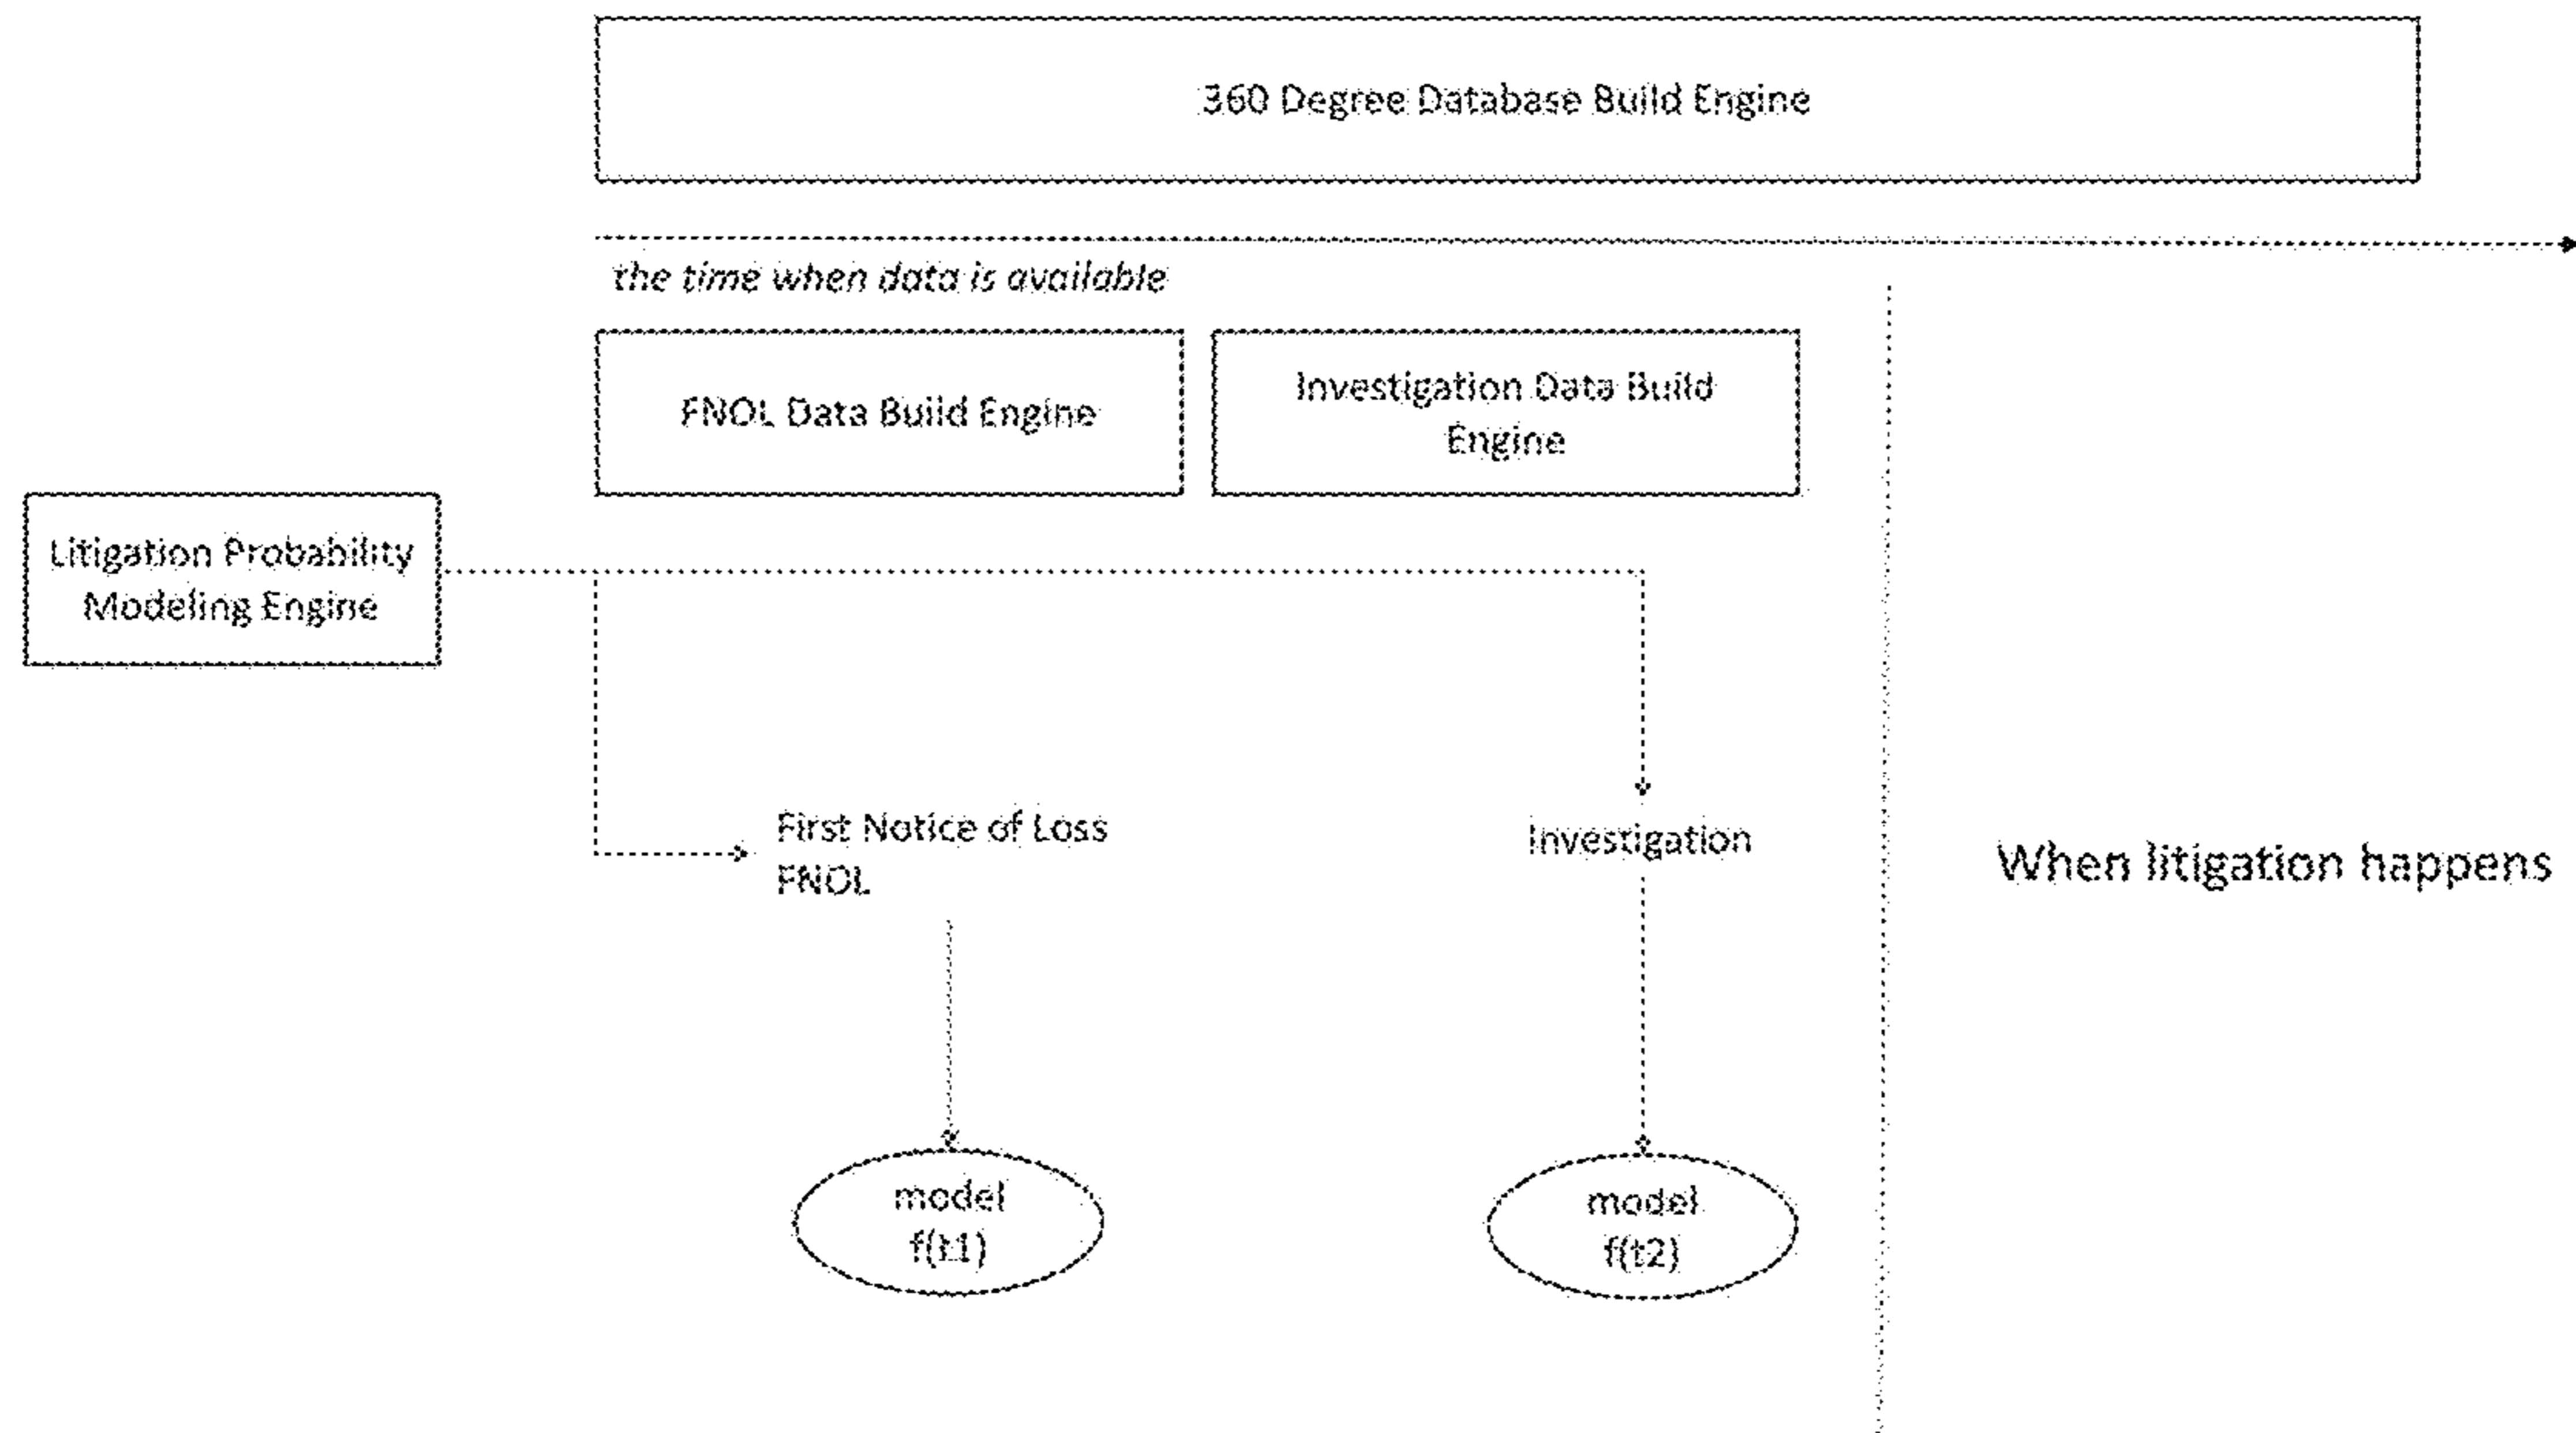 360 Degree Database Build Engine
the time when data is available
FNOL Data Build Engine
Investigation Data Build
Engine
Litigation Probability
Modeling Engine
First Notice of Loss
FNOL
Investigation
When litigation happens
model
f(t1)
model
f(t2)